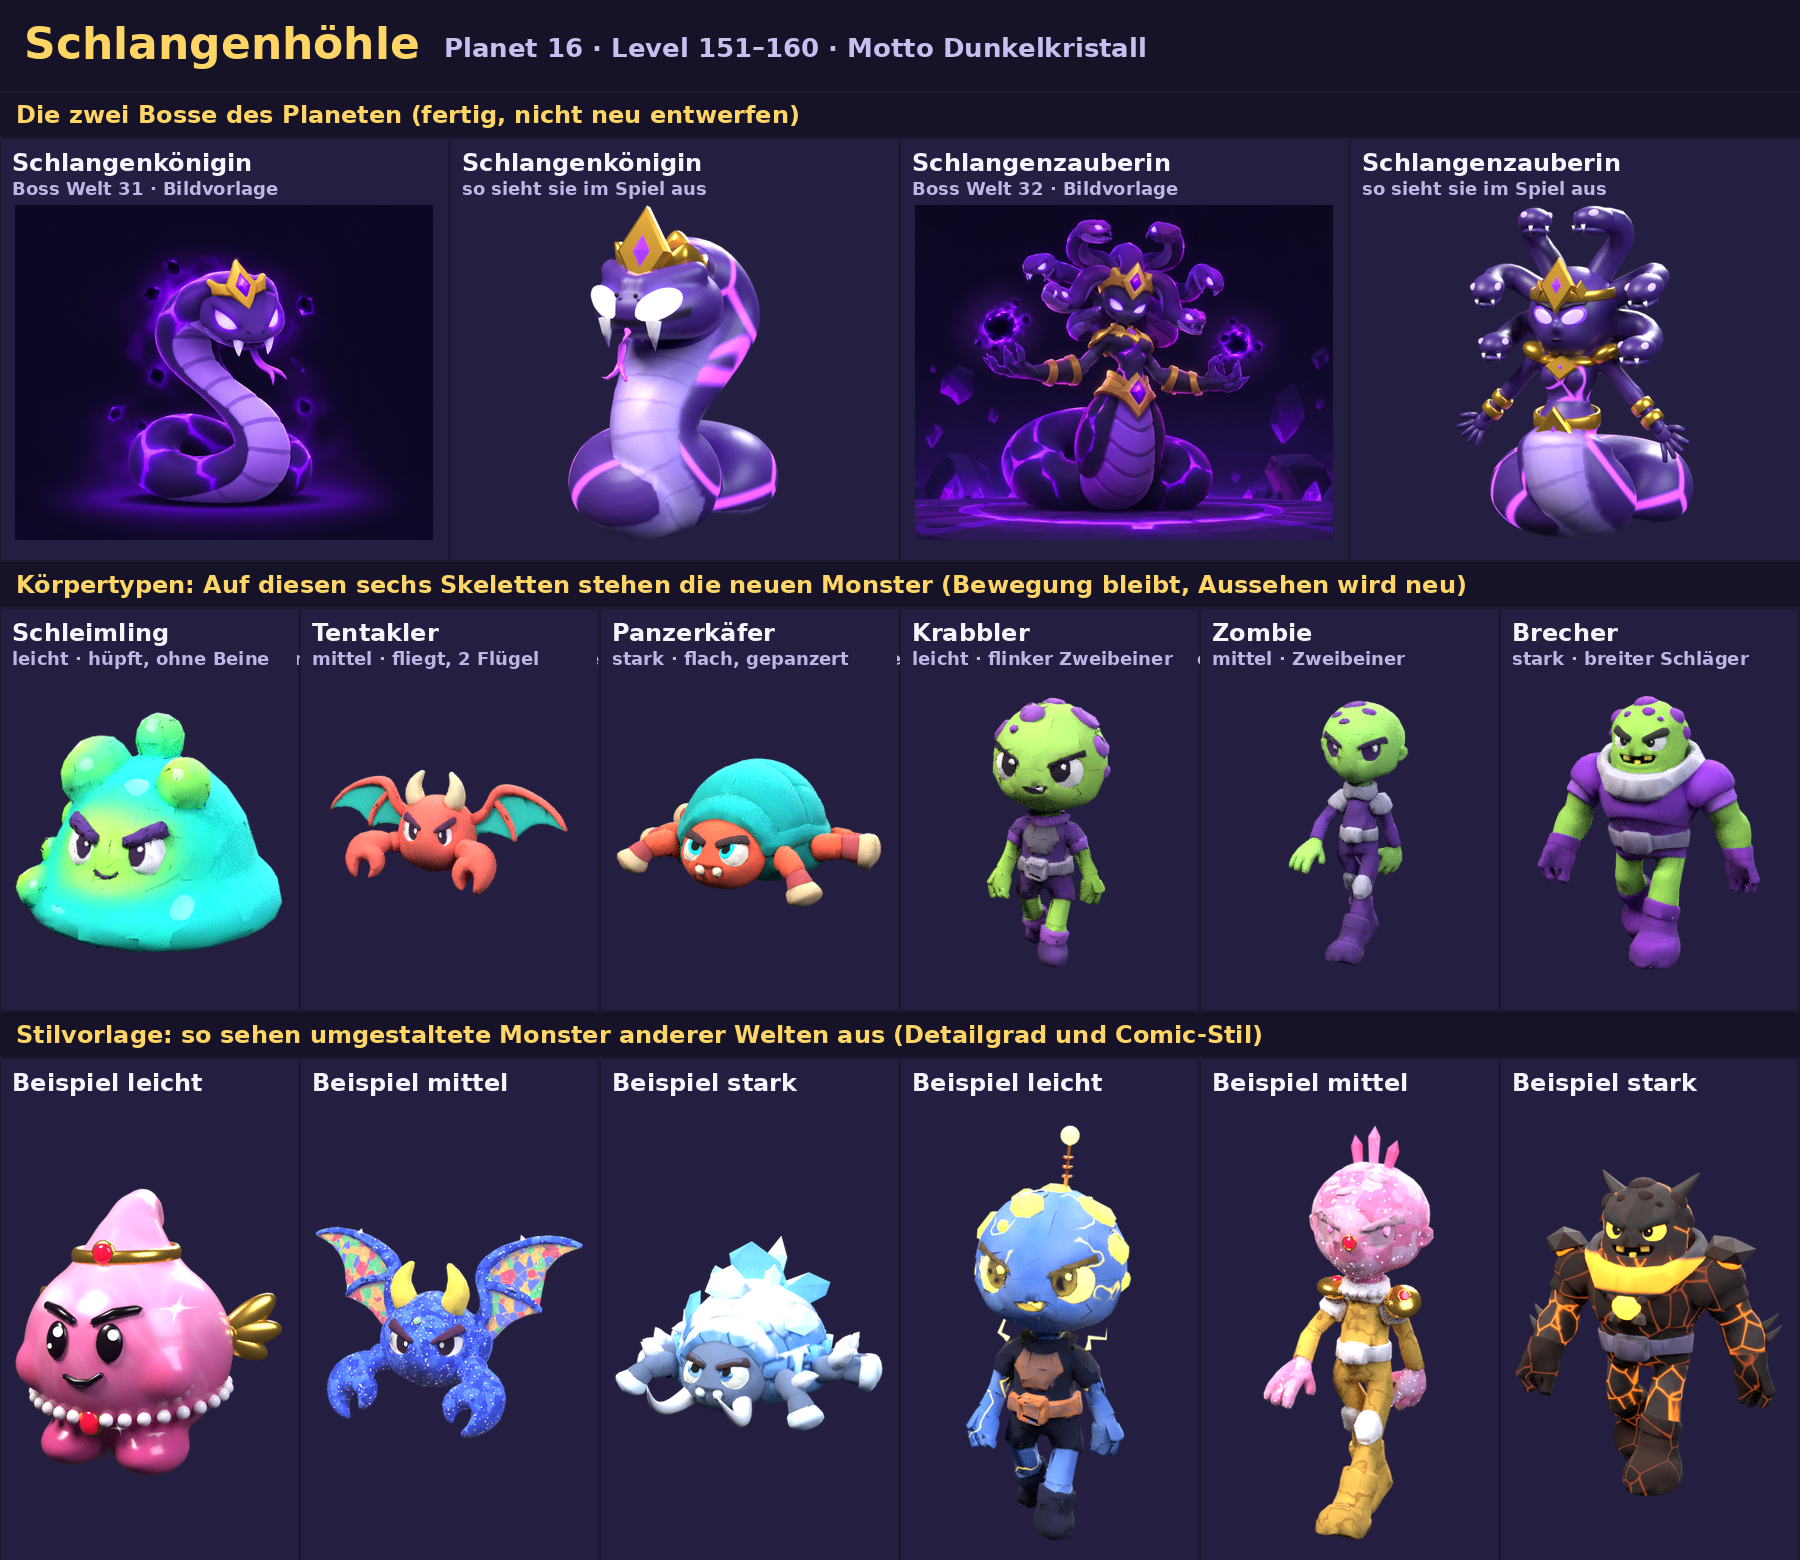 Schlangenhöhle Planet 16 · Level 151–160 · Motto Dunkelkristall
Die zwei Bosse des Planeten (fertig, nicht neu entwerfen)
Schlangenkönigin
Boss Welt 31 · Bildvorlage
Schlangenkönigin
so sieht sie im Spiel aus
Schlangenzauberin
Boss Welt 32 · Bildvorlage
Schlangenzauberin
so sieht sie im Spiel aus
Körpertypen: Auf diesen sechs Skeletten stehen die neuen Monster (Bewegung bleibt, Aussehen wird neu)
Schleimling
leicht · hüpft, ohne Beine
Tentakler
mittel · fliegt, 2 Flügel
Panzerkäfer
stark · flach, gepanzert
Krabbler
leicht · flinker Zweibeiner
Zombie
mittel · Zweibeiner
Brecher
stark · breiter Schläger
Stilvorlage: so sehen umgestaltete Monster anderer Welten aus (Detailgrad und Comic-Stil)
Beispiel leicht
Beispiel mittel
Beispiel stark
Beispiel leicht
Beispiel mittel
Beispiel stark